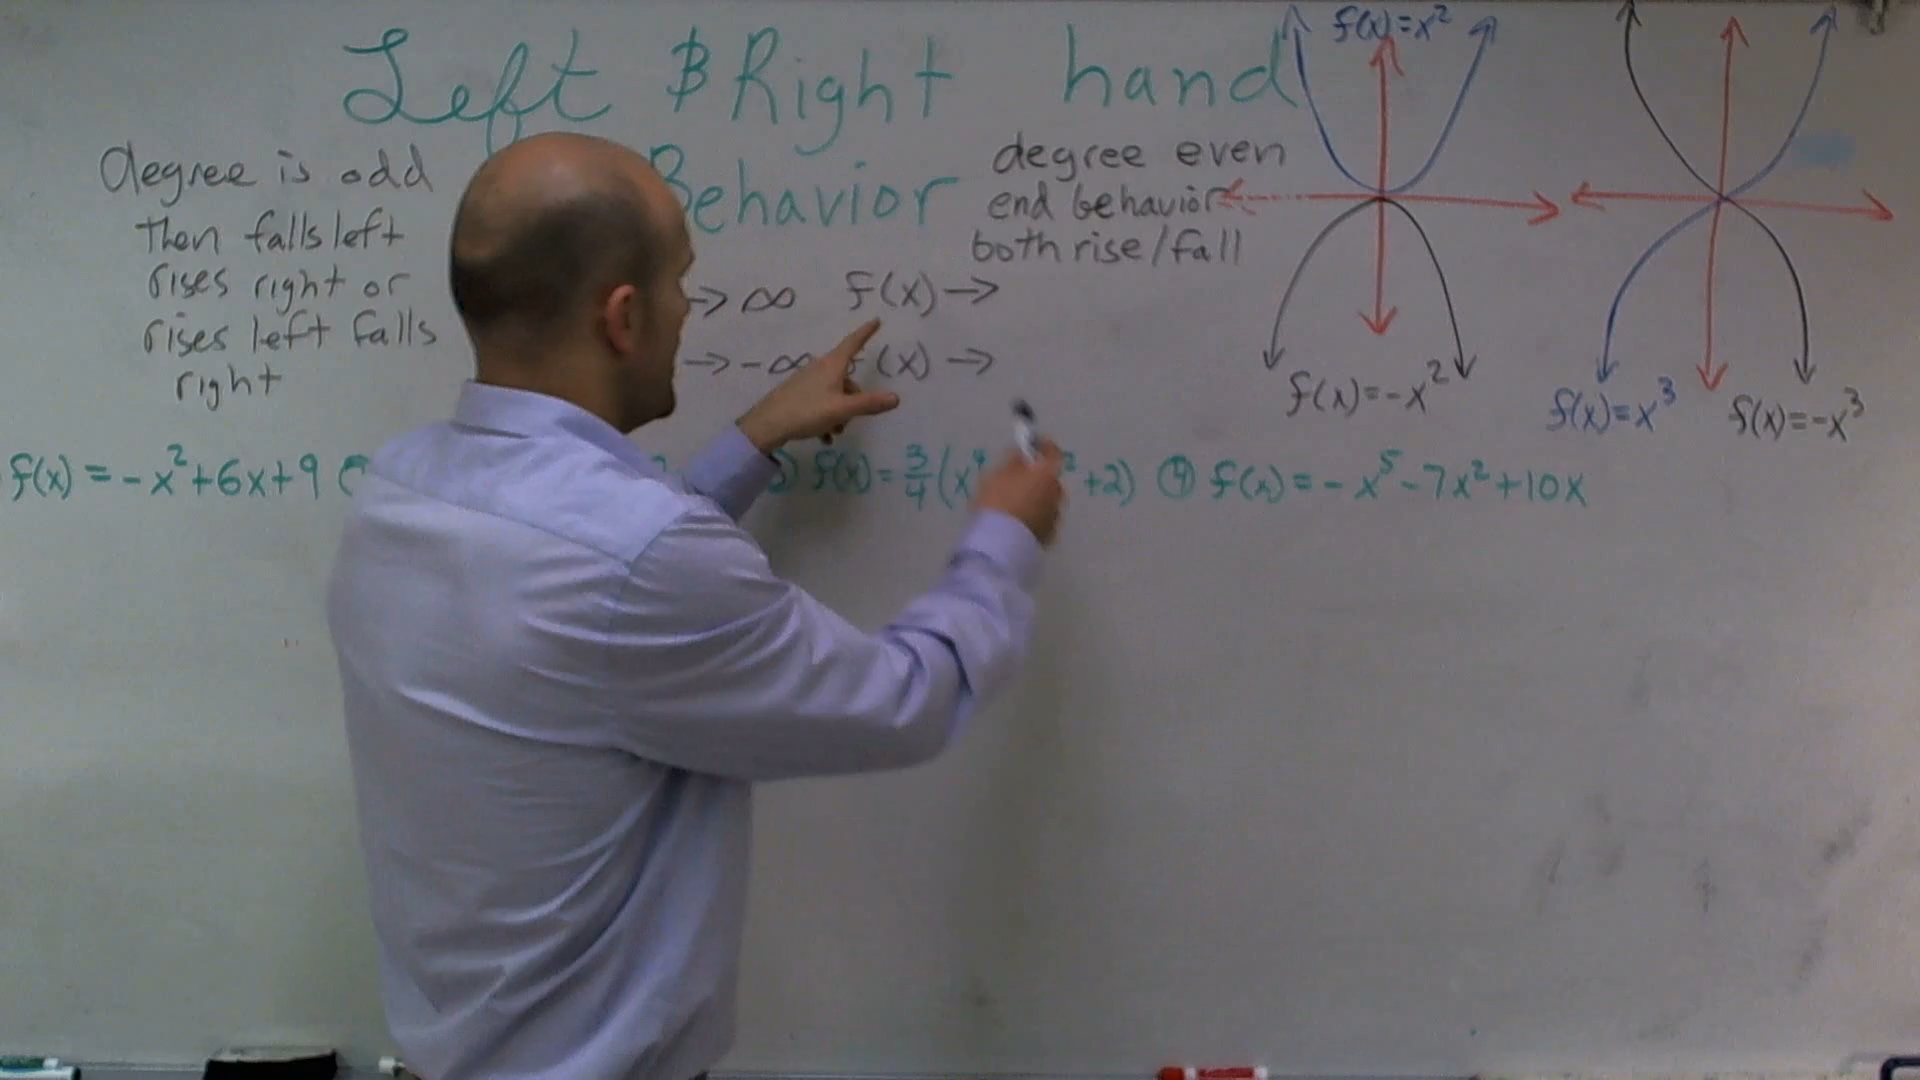 Left & Right hand
Behavior
degree is odd
then falls left
rises right or
rises left falls
right
→ ∞ f(x) →
→ -∞ f(x) →
degree even
end behavior
both rise/fall
f(x)=x²
f(x)=-x²
f(x)=x³
f(x)=-x³
f(x) = -x²+6x+9
f(x)=3/4(x⁴ ² +2) ④ f(x) = -x⁵-7x²+10x